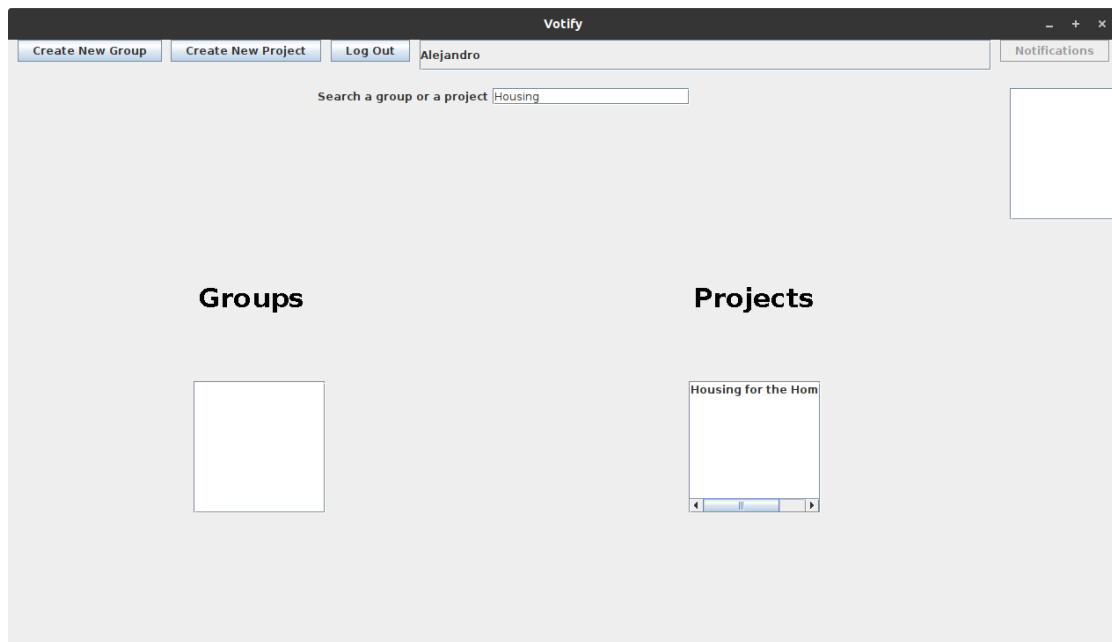 Votify
Create New Group Create New Project Log Out Alejandro Notifications
Search a group or a project Housing
Groups Projects
Housing for the Hom